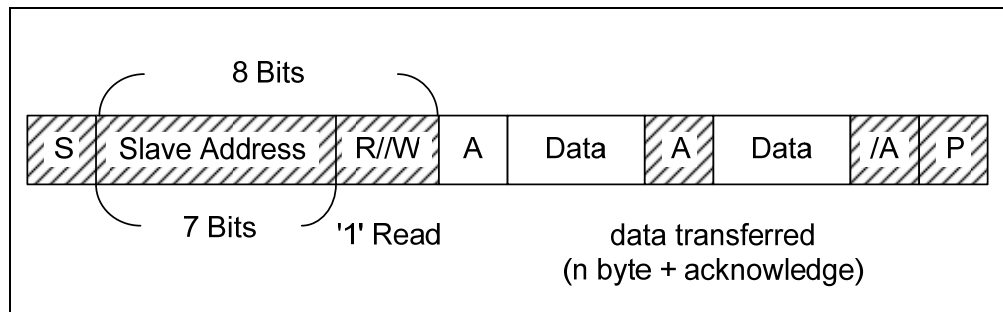 8 Bits
S Slave Address R//W A Data A Data /A P
7 Bits '1' Read data transferred
(n byte + acknowledge)